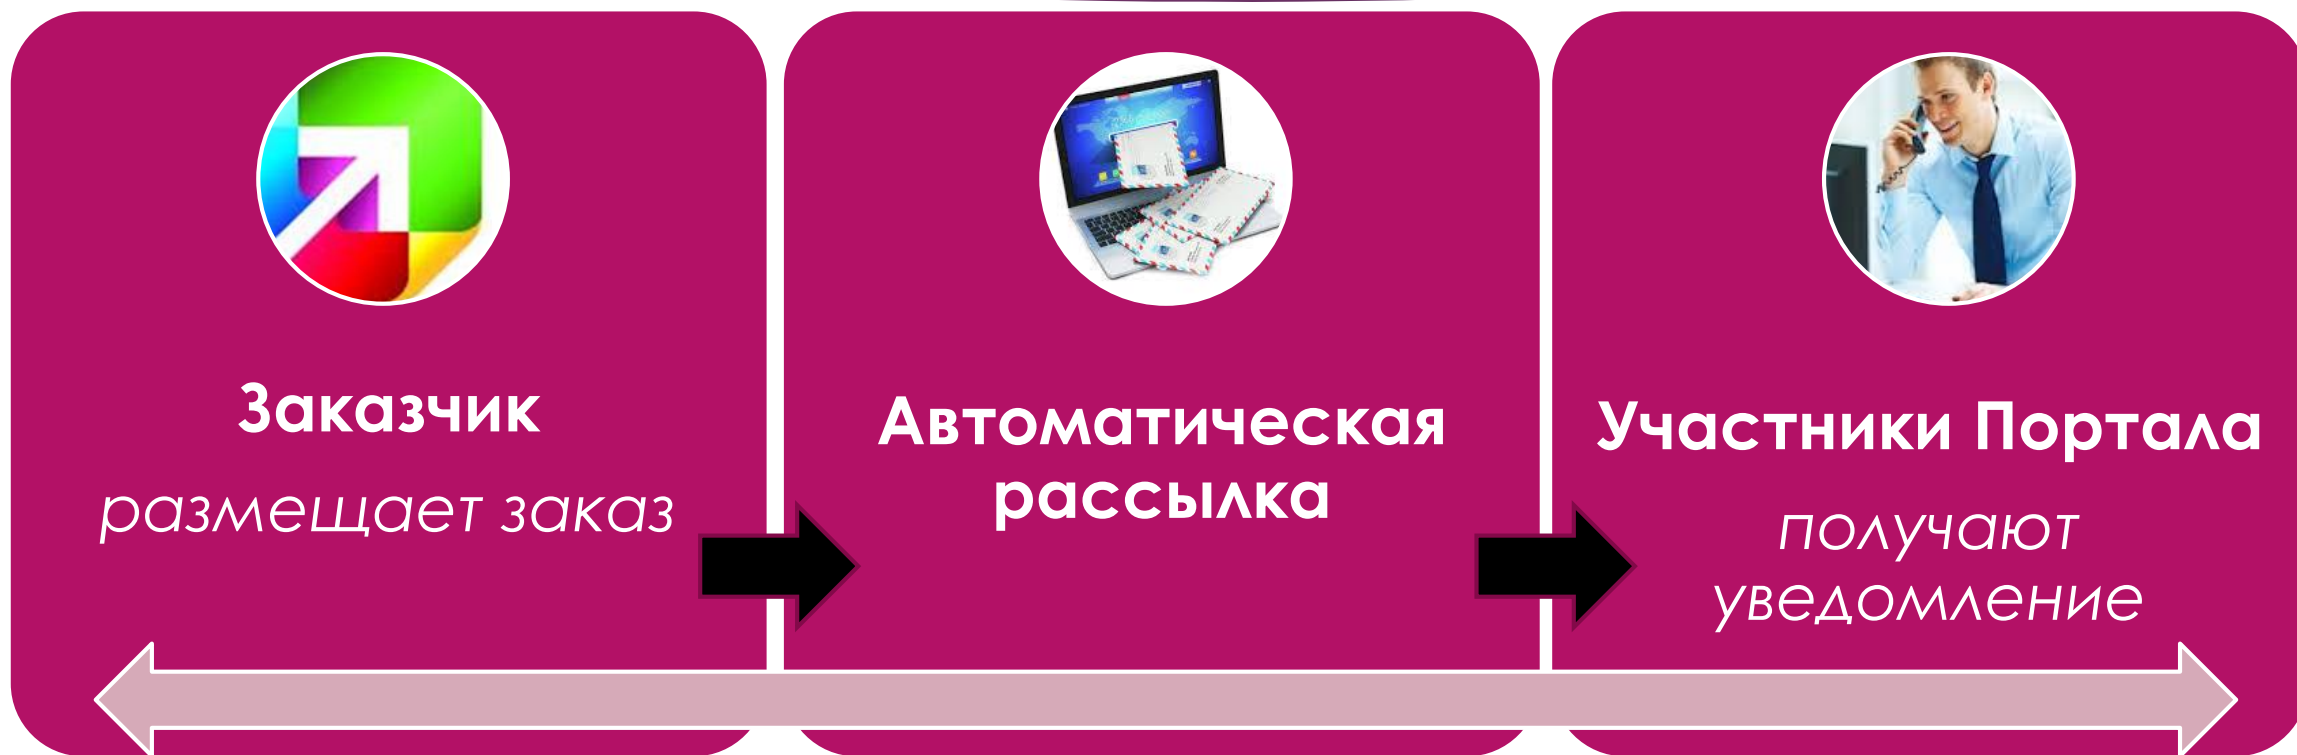 Заказчик
размещает заказ
Автоматическая
рассылка
Участники Портала
получают
уведомление